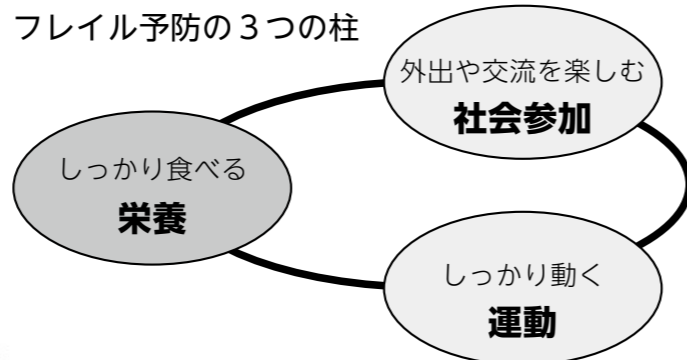 フレイル予防の３つの柱
外出や交流を楽しむ
社会参加
しっかり食べる
栄養
しっかり動く
運動